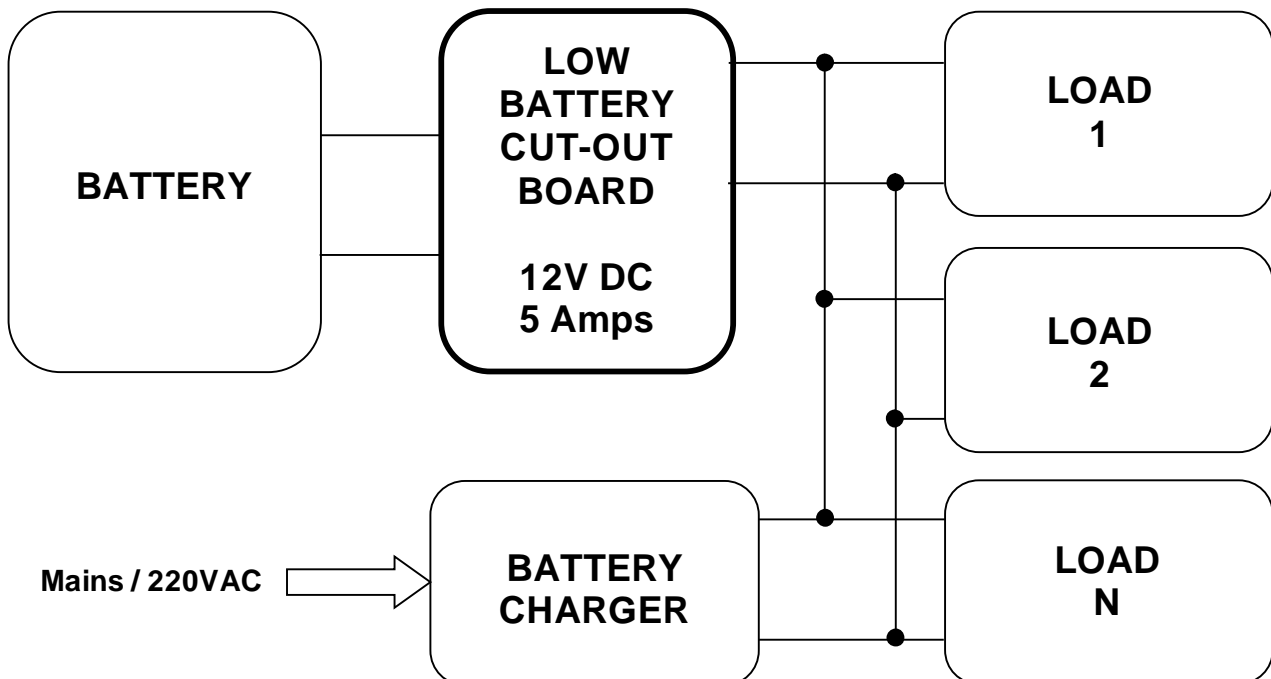 BATTERY
LOW
BATTERY
CUT-OUT
BOARD
12V DC
5 Amps
LOAD
1
LOAD
2
Mains / 220VAC
BATTERY
CHARGER
LOAD
N